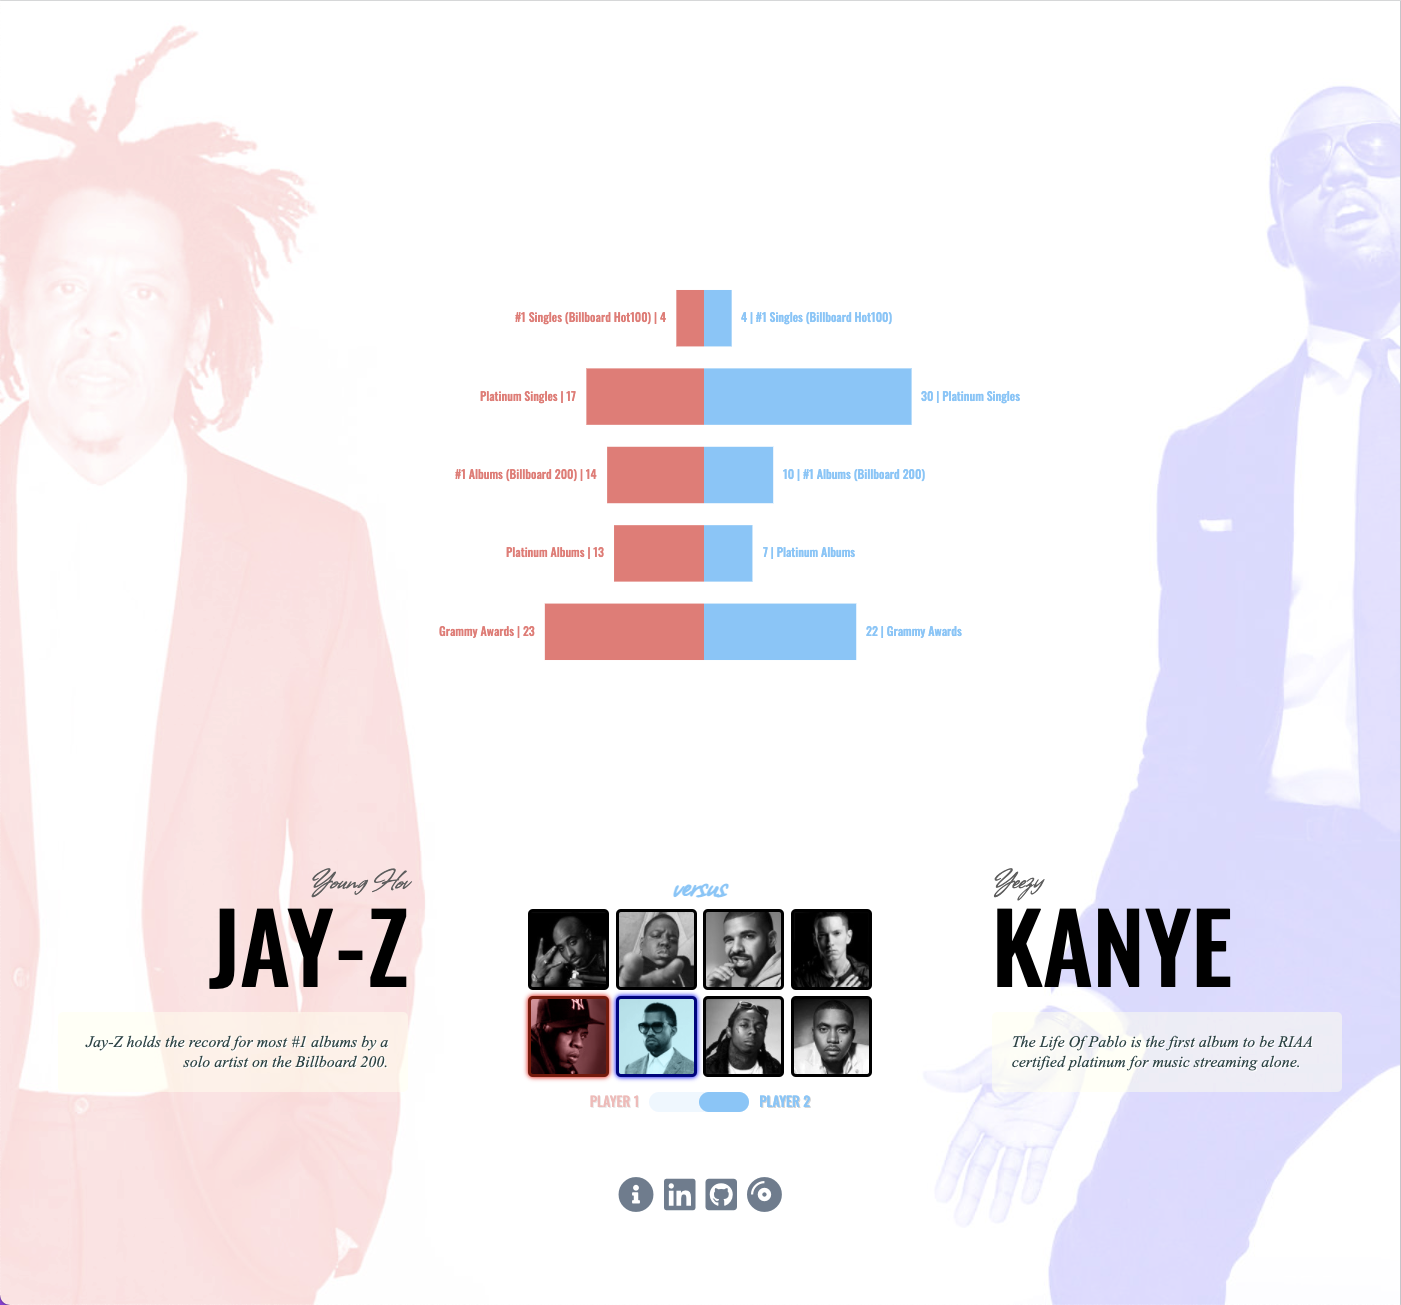 #1 Singles (Billboard Hot100) | 4
4 | #1 Singles (Billboard Hot100)
Platinum Singles | 17
30 | Platinum Singles
#1 Albums (Billboard 200) | 14
10 | #1 Albums (Billboard 200)
Platinum Albums | 13
7 | Platinum Albums
Grammy Awards | 23
22 | Grammy Awards
Young Hov
JAY-Z
Jay-Z holds the record for most #1 albums by a
solo artist on the Billboard 200.
versus
PLAYER 1
PLAYER 2
in
Yeezy
KANYE
The Life Of Pablo is the first album to be RIAA
certified platinum for music streaming alone.